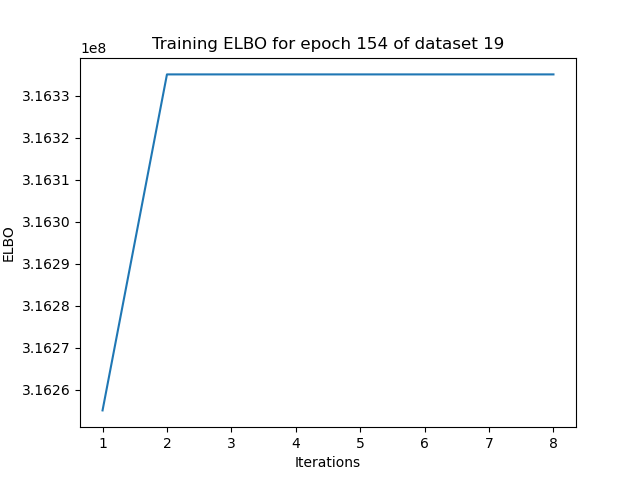 Training ELBO for epoch 154 of dataset 19
1e8
3.1633
3.1632
3.1631
3.1630
3.1629
3.1628
3.1627
3.1626
ELBO
1 2 3 4 5 6 7 8
Iterations